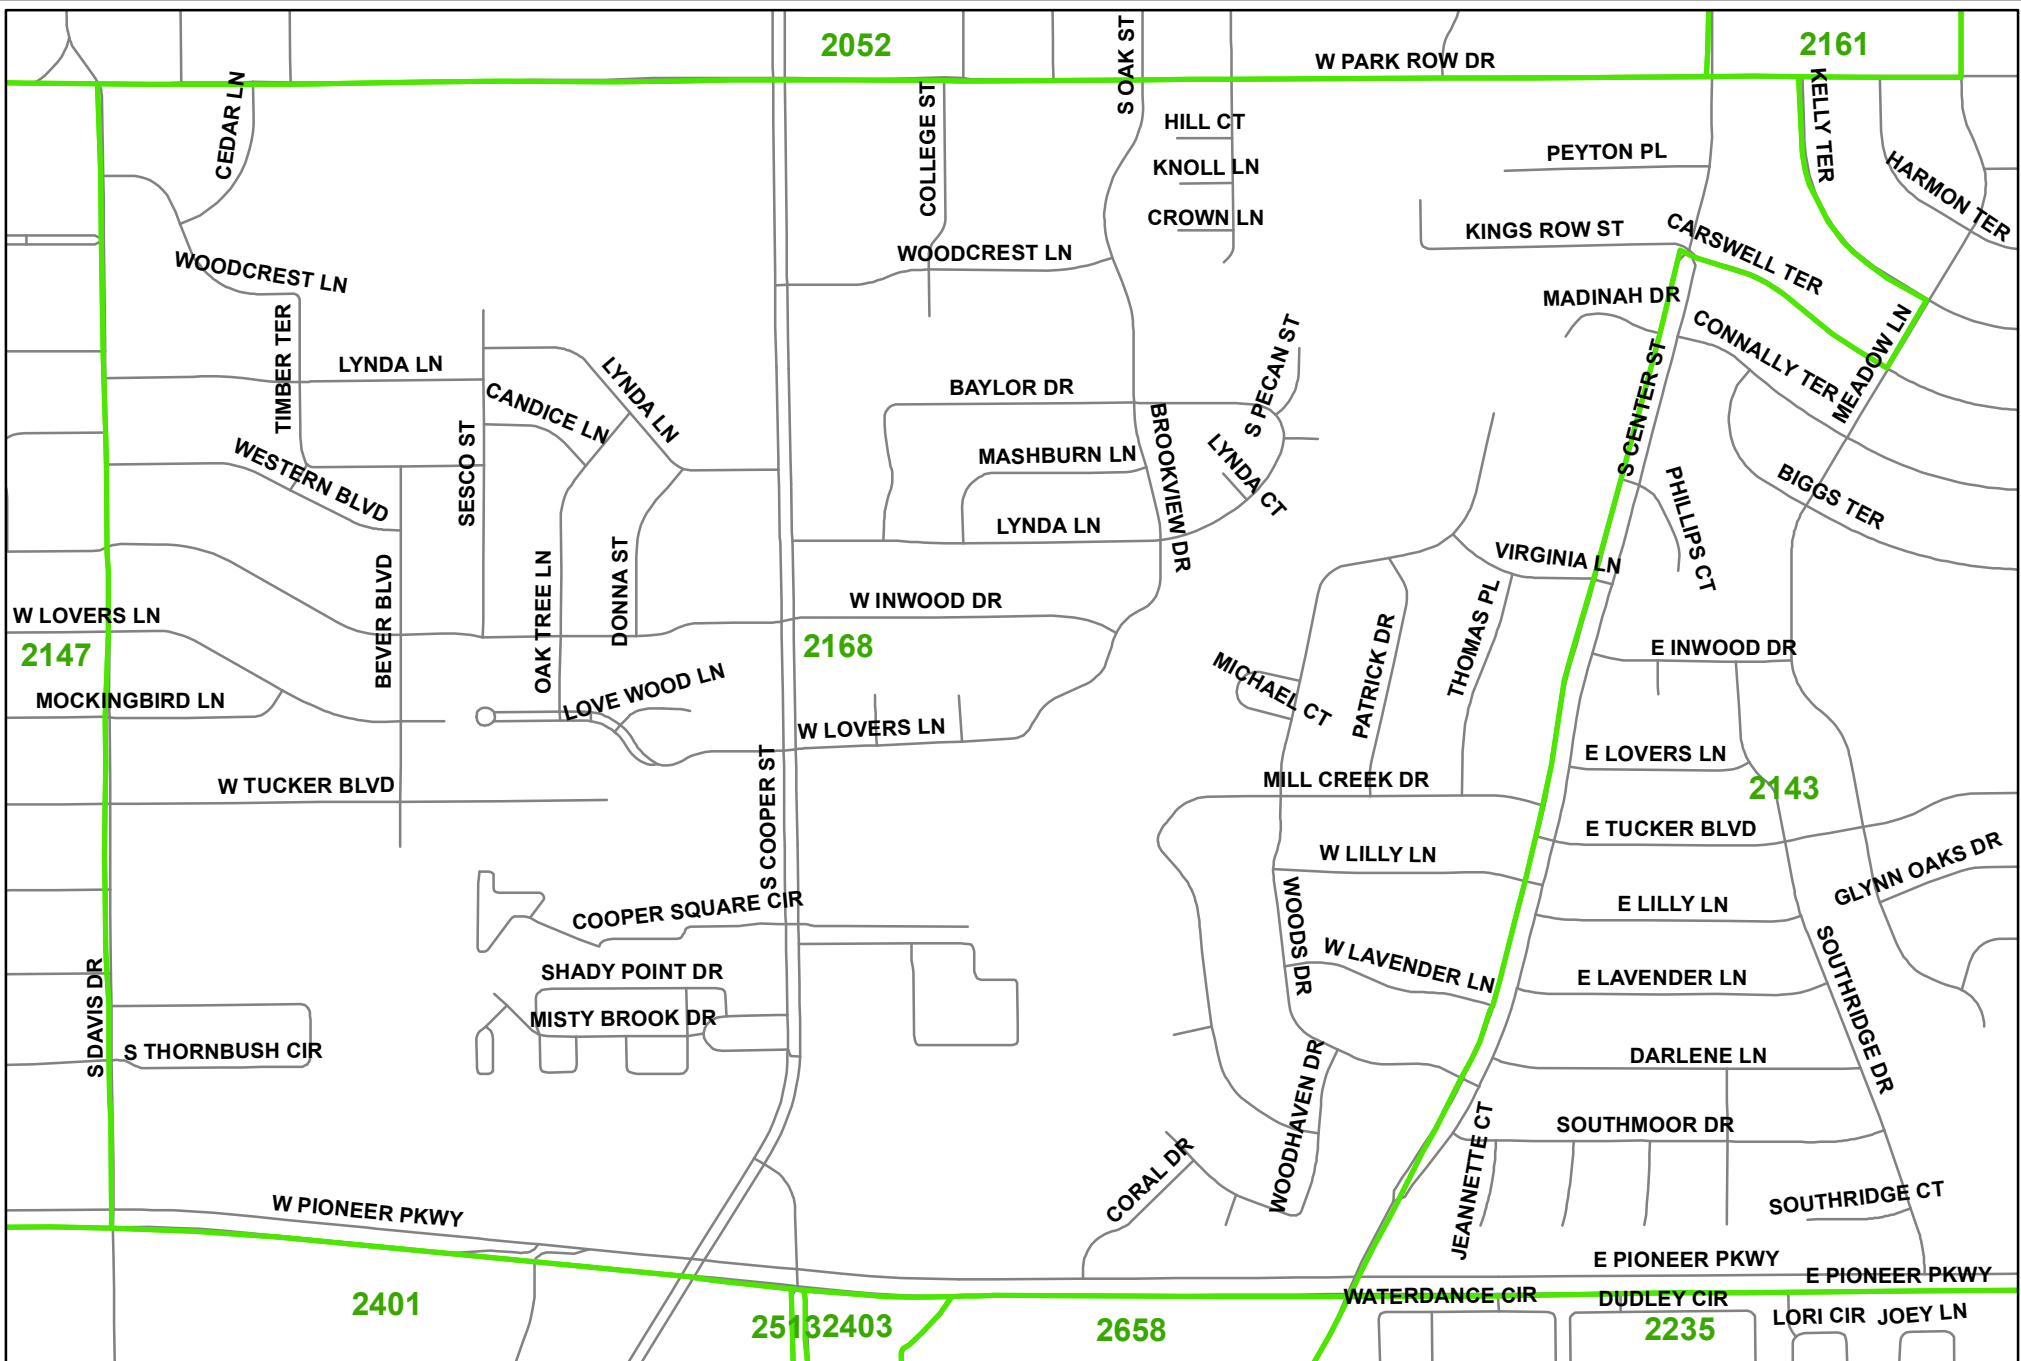 2052
2161
S OAK ST
W PARK ROW DR
KELLY TER
CEDAR LN
COLLEGE ST
HILL CT
KNOLL LN
CROWN LN
PEYTON PL
HARMON TER
KINGS ROW ST
CARSWELL TER
WOODCREST LN
WOODCREST LN
MADINAH DR
CONNALLY TER
MEADOW LN
TIMBER TER
LYNDA LN
LYNDA LN
CANDICE LN
BAYLOR DR
S PECAN ST
S CENTER ST
WESTERN BLVD
SESCO ST
MASHBURN LN
BROOKVIEW DR
LYNDA CT
LYNDA LN
PHILLIPS CT
BIGGS TER
VIRGINIA LN
W LOVERS LN
BEVER BLVD
OAK TREE LN
DONNA ST
W INWOOD DR
2147
2168
THOMAS PL
PATRICK DR
MICHAEL CT
E INWOOD DR
MOCKINGBIRD LN
LOVE WOOD LN
W LOVERS LN
E LOVERS LN
2143
W TUCKER BLVD
S COOPER ST
MILL CREEK DR
E TUCKER BLVD
W LILLY LN
GLYNN OAKS DR
COOPER SQUARE CIR
WOODS DR
E LILLY LN
S DAVIS DR
SHADY POINT DR
W LAVENDER LN
E LAVENDER LN
SOUTHRIDGE DR
MISTY BROOK DR
S THORNBUSH CIR
DARLENE LN
WOODHAVEN DR
JEANNETTE CT
SOUTHMOOR DR
CORAL DR
SOUTHRIDGE CT
W PIONEER PKWY
E PIONEER PKWY
E PIONEER PKWY
WATERDANCE CIR
DUDLEY CIR
LORI CIR
JOEY LN
2401
2513
2403
2658
2235